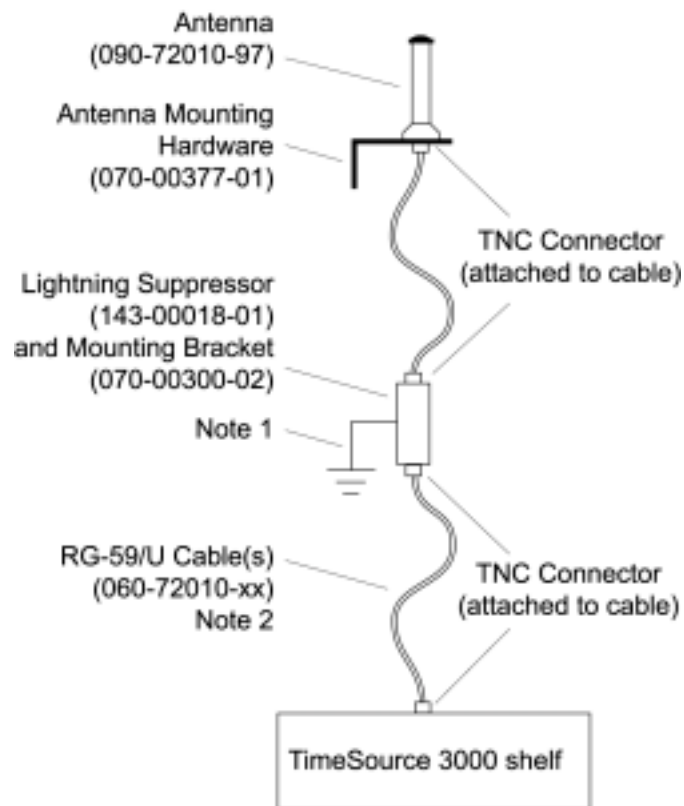 Antenna
(090-72010-97)
Antenna Mounting
Hardware
(070-00377-01)
TNC Connector
(attached to cable)
Lightning Suppressor
(143-00018-01)
and Mounting Bracket
(070-00300-02)
Note 1
RG-59/U Cable(s)
(060-72010-xx)
Note 2
TNC Connector
(attached to cable)
TimeSource 3000 shelf